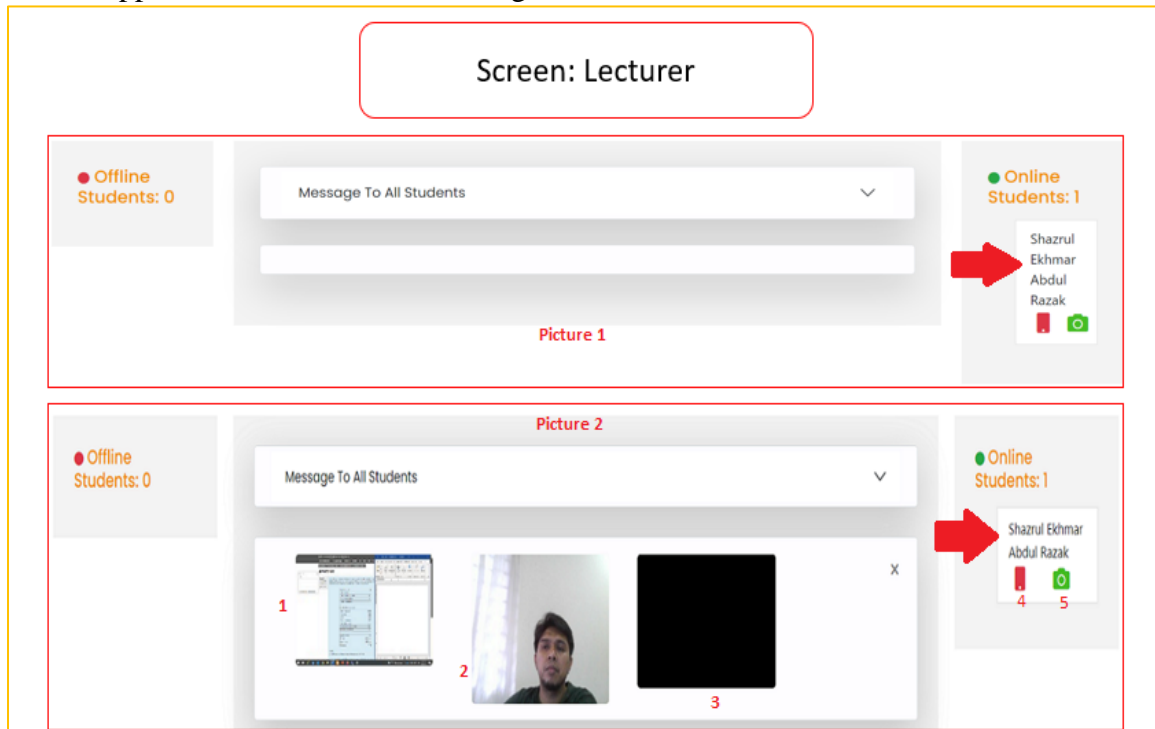 Screen: Lecturer
Offline
Students: 0
Message To All Students
Online
Students: 1
Shazrul
Ekhmar
Abdul
Razak
Picture 1
Picture 2
Offline
Students: 0
Message To All Students
Online
Students: 1
Shazrul Ekhmar
Abdul Razak
4 5
X
1
2
3